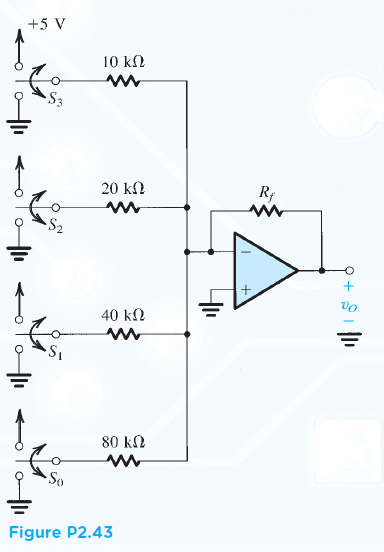 +5 V
10 kΩ
S3
20 kΩ
Rf
S2
−
+
+
vO
−
40 kΩ
S1
80 kΩ
S0
Figure P2.43